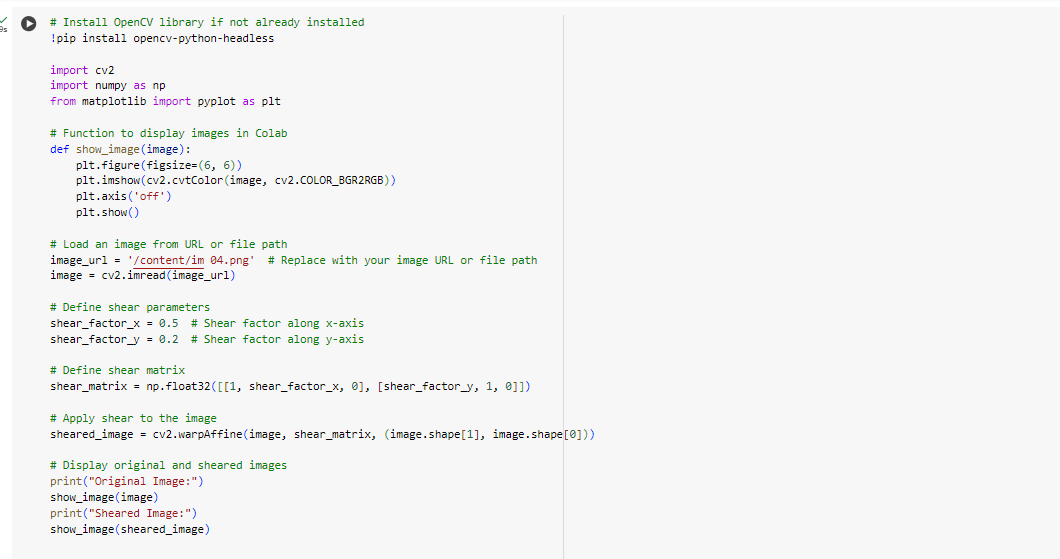 # Install OpenCV library if not already installed
!pip install opencv-python-headless
import cv2
import numpy as np
from matplotlib import pyplot as plt
# Function to display images in Colab
def show_image(image):
    plt.figure(figsize=(6, 6))
    plt.imshow(cv2.cvtColor(image, cv2.COLOR_BGR2RGB))
    plt.axis('off')
    plt.show()
# Load an image from URL or file path
image_url = '/content/im 04.png'  # Replace with your image URL or file path
image = cv2.imread(image_url)
# Define shear parameters
shear_factor_x = 0.5  # Shear factor along x-axis
shear_factor_y = 0.2  # Shear factor along y-axis
# Define shear matrix
shear_matrix = np.float32([[1, shear_factor_x, 0], [shear_factor_y, 1, 0]])
# Apply shear to the image
sheared_image = cv2.warpAffine(image, shear_matrix, (image.shape[1], image.shape[0]))
# Display original and sheared images
print("Original Image:")
show_image(image)
print("Sheared Image:")
show_image(sheared_image)